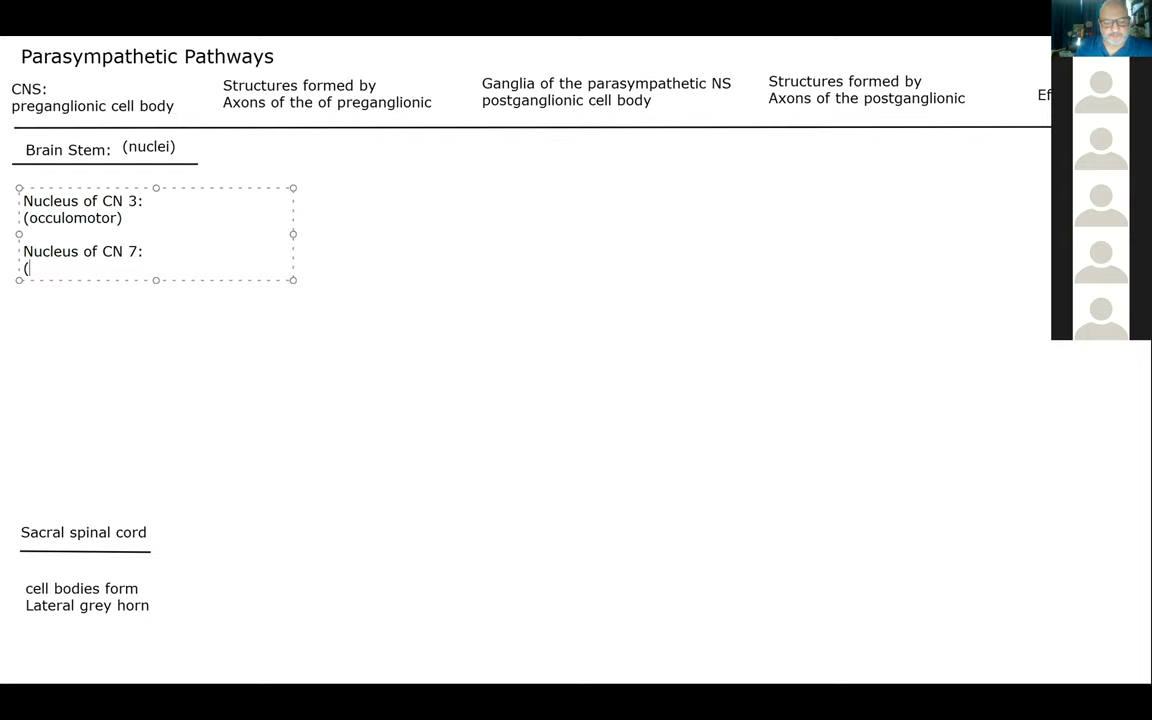 Parasympathetic Pathways
CNS:
preganglionic cell body
Structures formed by
Axons of the of preganglionic
Ganglia of the parasympathetic NS
postganglionic cell body
Structures formed by
Axons of the postganglionic
Ef
Brain Stem: (nuclei)
Nucleus of CN 3:
(occulomotor)
Nucleus of CN 7:
(
Sacral spinal cord
cell bodies form
Lateral grey horn